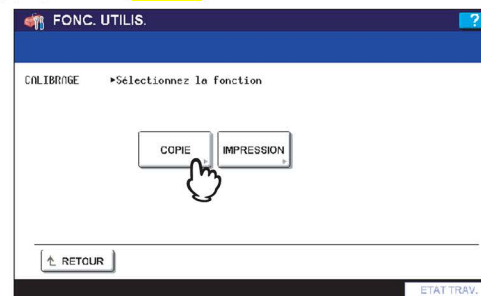 FONC. UTILIS.
?
CALIBRAGE ▸Sélectionnez la fonction
COPIE
IMPRESSION
RETOUR
ETAT TRAV.